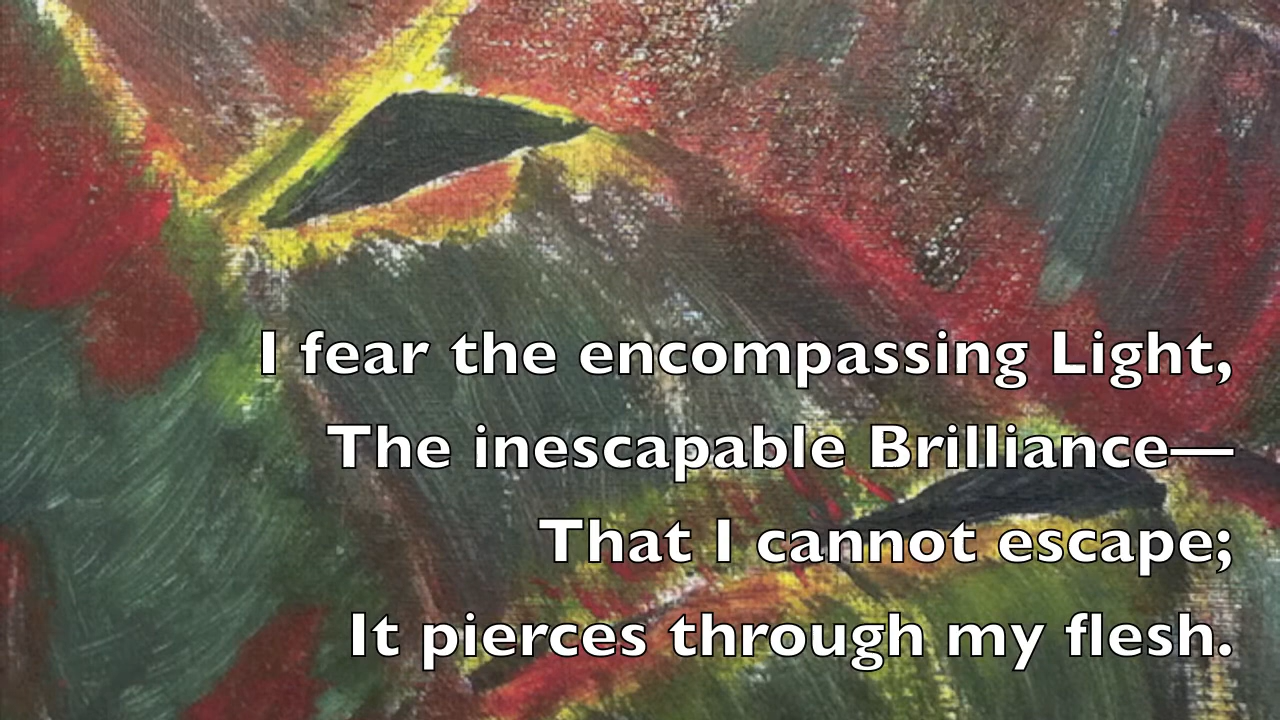 I fear the encompassing Light,
The inescapable Brilliance—
That I cannot escape;
It pierces through my flesh.